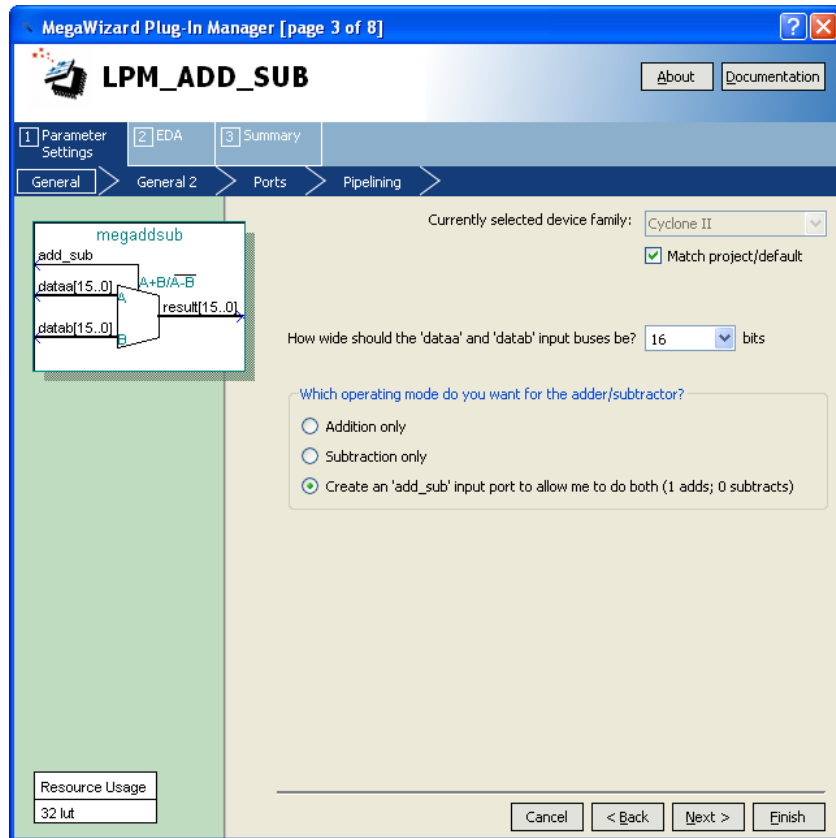 MegaWizard Plug-In Manager [page 3 of 8]
LPM_ADD_SUB
About
Documentation
1 Parameter Settings
2 EDA
3 Summary
General
General 2
Ports
Pipelining
megaddsub
add_sub
A+B/A-B
dataa[15..0]
A
result[15..0]
datab[15..0]
B
Currently selected device family:
Cyclone II
Match project/default
How wide should the 'dataa' and 'datab' input buses be? 16 bits
Which operating mode do you want for the adder/subtractor?
Addition only
Subtraction only
Create an 'add_sub' input port to allow me to do both (1 adds; 0 subtracts)
Resource Usage
32 lut
Cancel
< Back
Next >
Finish